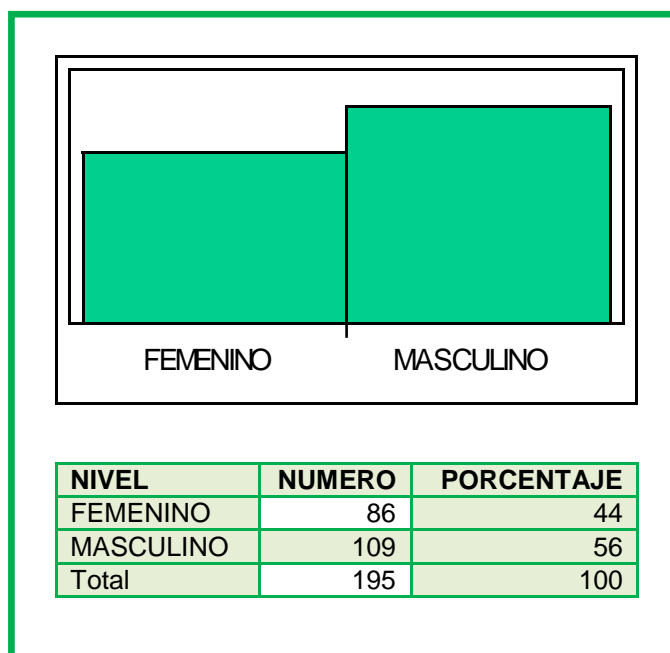 FEMENINO MASCULINO
NIVEL NUMERO PORCENTAJE
FEMENINO 86 44
MASCULINO 109 56
Total 195 100